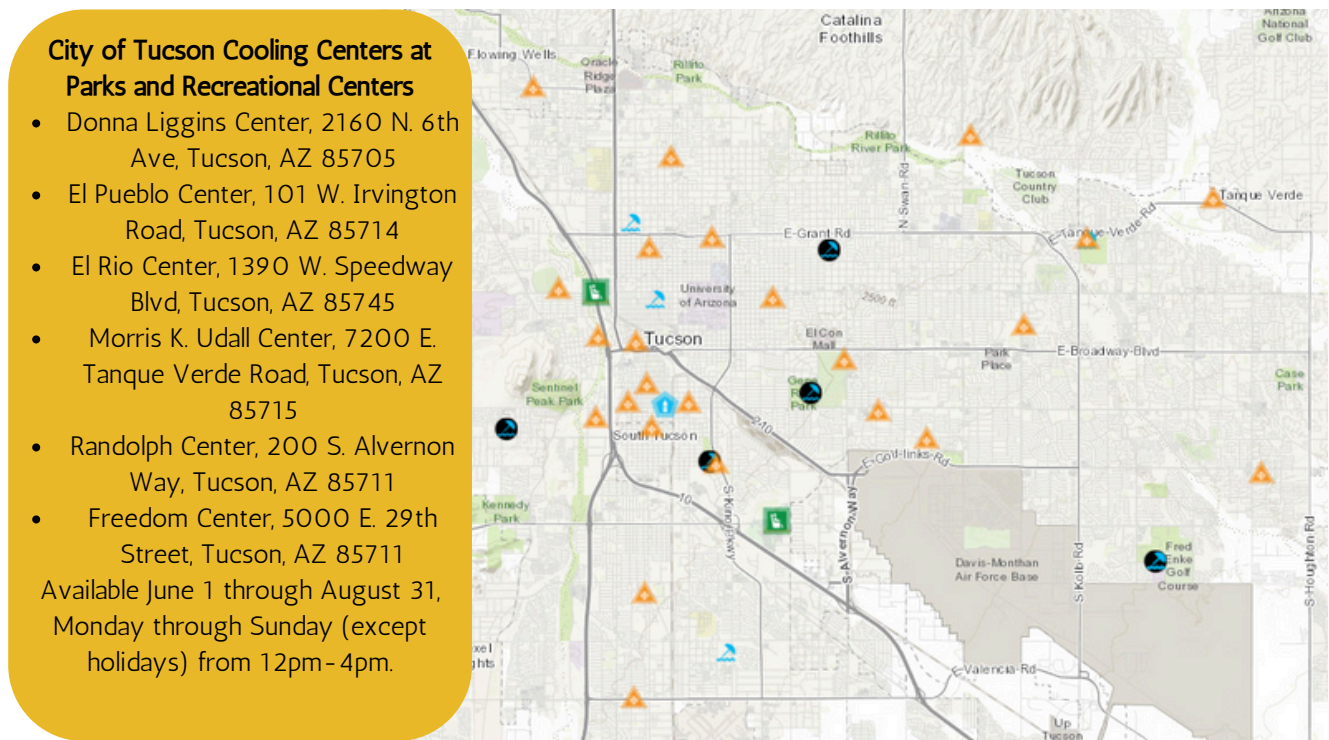 City of Tucson Cooling Centers at
Parks and Recreational Centers
• Donna Liggins Center, 2160 N. 6th
Ave, Tucson, AZ 85705
• El Pueblo Center, 101 W. Irvington
Road, Tucson, AZ 85714
• El Rio Center, 1390 W. Speedway
Blvd, Tucson, AZ 85745
• Morris K. Udall Center, 7200 E.
Tanque Verde Road, Tucson, AZ
85715
• Randolph Center, 200 S. Alvernon
Way, Tucson, AZ 85711
• Freedom Center, 5000 E. 29th
Street, Tucson, AZ 85711
Available June 1 through August 31,
Monday through Sunday (except
holidays) from 12pm-4pm.
Catalina
Foothills
Arizona
National
Golf Club
Flowing Wells
Oracle
Ridge
Plaza
Rillito
Park
Rillito
River Park
N-Swan-Rd
Tucson
Country
Club
Tanque Verde
E-Tanque-Verde-Rd
E-Grant-Rd
University
of Arizona
2500 ft
Tucson
El Con
Mall
Park
Place
E-Broadway-Blvd
Sentinel
Peak Park
Park
Case
Park
South Tucson
210
E-Golf-links-Rd
Kennedy
Park
10
S-Kino-Pkwy
S-Alvernon-Way
Davis-Monthan
Air Force Base
S-Kolb-Rd
Fred
Enke
Golf
Course
S-Houghton-Rd
E-Valencia-Rd
Up
Tucson